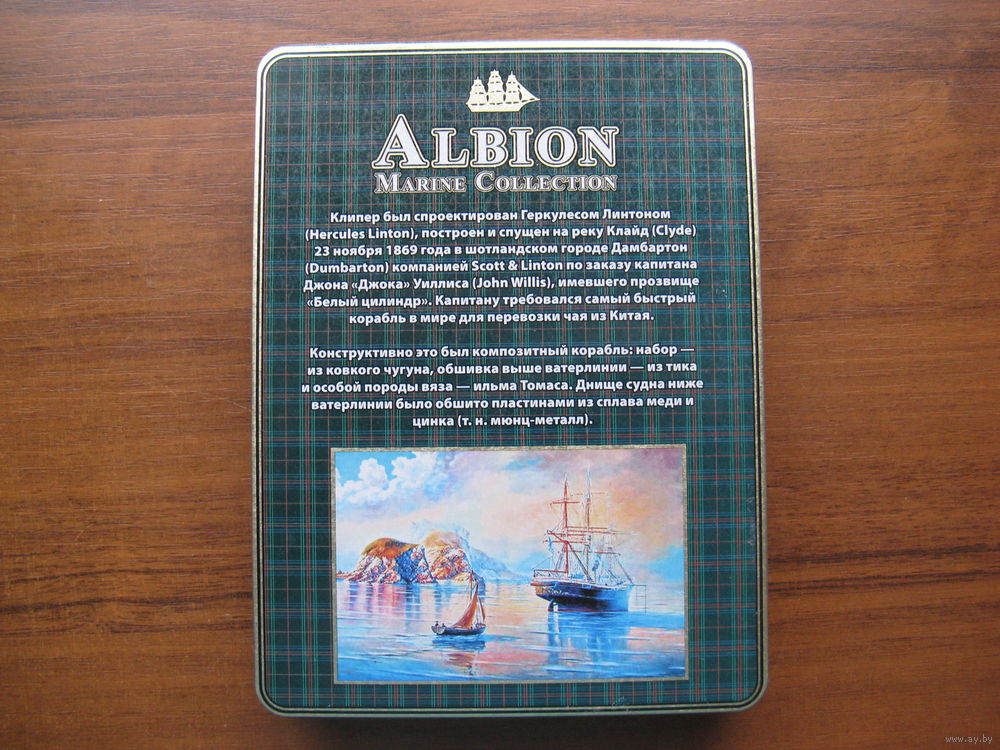 ALBION
MARINE COLLECTION
Клипер был спроектирован Геркулесом Линтоном
(Hercules Linton), построен и спущен на реку Клайд (Clyde)
23 ноября 1869 года в шотландском городе Дамбартон
(Dumbarton) компанией Scott & Linton по заказу капитана
Джона «Джока» Уиллиса (John Willis), имевшего прозвище
«Белый цилиндр». Капитану требовался самый быстрый
корабль в мире для перевозки чая из Китая.
Конструктивно это был композитный корабль: набор —
из ковкого чугуна, обшивка выше ватерлинии — из тика
и особой породы вяза — ильма Томаса. Днище судна ниже
ватерлинии было обшито пластинами из сплава меди и
цинка (т. н. мюнц-металл).
www.ay.by